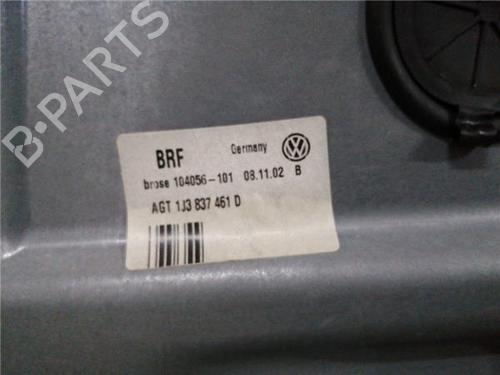 B-PARTS
BRF Germany
brose 104056-101 08.11.02 B
AGT 1J3 837 461 D